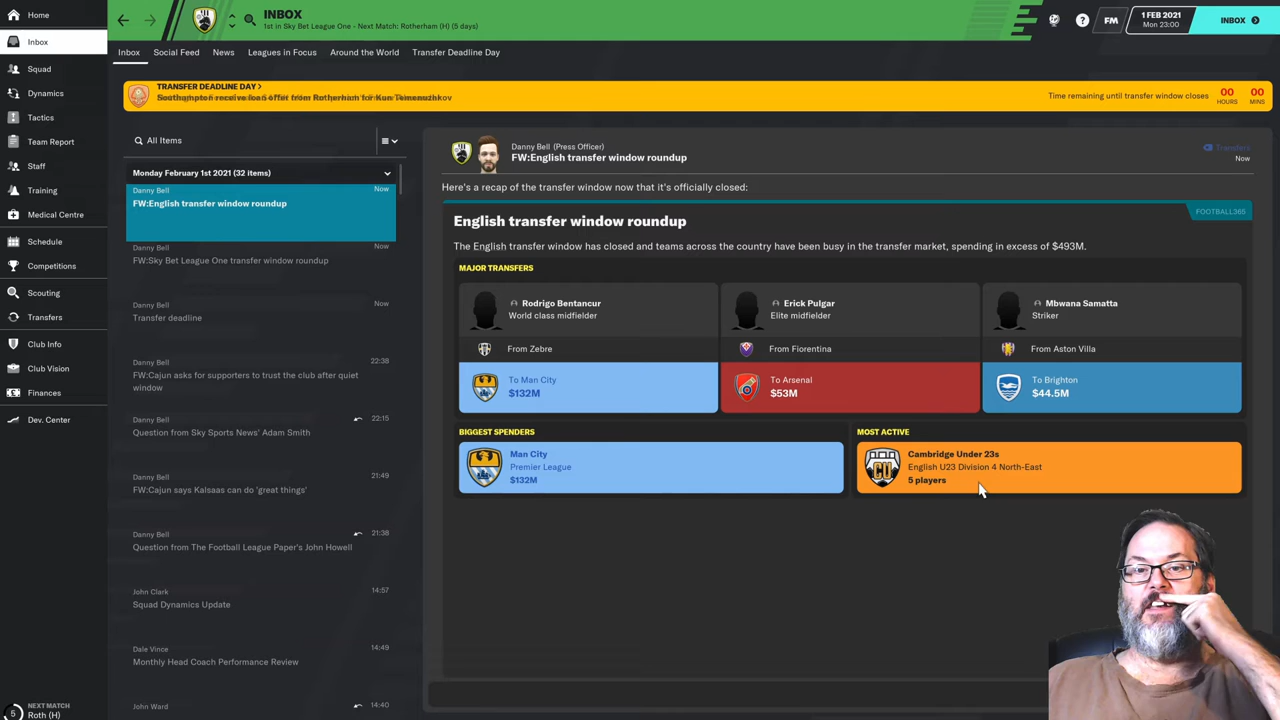 Home
INBOX
1st in Sky Bet League One - Next Match: Rotherham (H) (5 days)
FM
1 FEB 2021
Mon 23:00
INBOX
Inbox
Squad
Dynamics
Tactics
Team Report
Staff
Training
Medical Centre
Schedule
Competitions
Scouting
Transfers
Club Info
Club Vision
Finances
Dev. Center
5
NEXT MATCH
Roth (H)
Inbox
Social Feed
News
Leagues in Focus
Around the World
Transfer Deadline Day
TRANSFER DEADLINE DAY >
Southampton receive loan offer from Rotherham for Kun Temenuzhkov
Time remaining until transfer window closes
00
HOURS
00
MINS
All Items
Monday February 1st 2021 (32 items)
Danny Bell
Now
FW:English transfer window roundup
Danny Bell
Now
FW:Sky Bet League One transfer window roundup
Danny Bell
Now
Transfer deadline
Danny Bell
22:38
FW:Cajun asks for supporters to trust the club after quiet
window
Danny Bell
22:15
Question from Sky Sports News' Adam Smith
Danny Bell
21:49
FW:Cajun says Kalsaas can do 'great things'
Danny Bell
21:38
Question from The Football League Paper's John Howell
John Clark
14:57
Squad Dynamics Update
Dale Vince
14:49
Monthly Head Coach Performance Review
John Ward
14:40
Danny Bell (Press Officer)
FW:English transfer window roundup
Transfers
Now
Here's a recap of the transfer window now that it's officially closed:
FOOTBALL365
English transfer window roundup
The English transfer window has closed and teams across the country have been busy in the transfer market, spending in excess of $493M.
MAJOR TRANSFERS
Rodrigo Bentancur
World class midfielder
From Zebre
To Man City
$132M
Erick Pulgar
Elite midfielder
From Fiorentina
To Arsenal
$53M
Mbwana Samatta
Striker
From Aston Villa
To Brighton
$44.5M
BIGGEST SPENDERS
Man City
Premier League
$132M
MOST ACTIVE
Cambridge Under 23s
English U23 Division 4 North-East
5 players